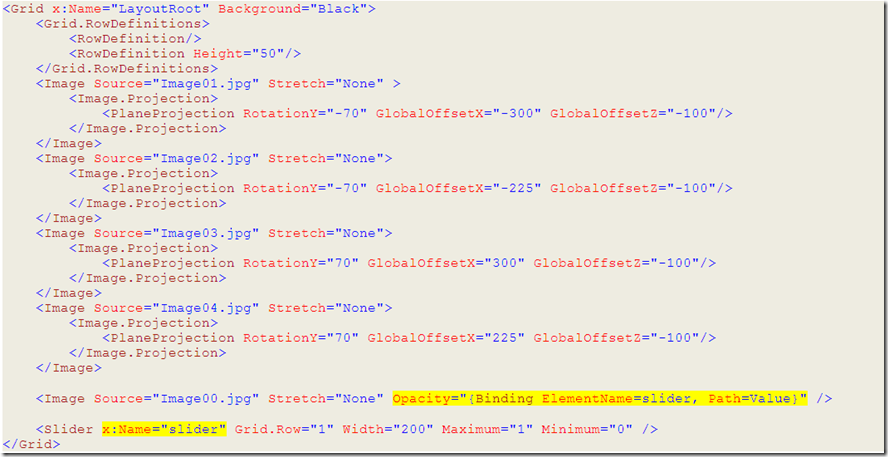 <Grid x:Name="LayoutRoot" Background="Black">
    <Grid.RowDefinitions>
        <RowDefinition/>
        <RowDefinition Height="50"/>
    </Grid.RowDefinitions>
    <Image Source="Image01.jpg" Stretch="None" >
        <Image.Projection>
            <PlaneProjection RotationY="-70" GlobalOffsetX="-300" GlobalOffsetZ="-100"/>
        </Image.Projection>
    </Image>
    <Image Source="Image02.jpg" Stretch="None">
        <Image.Projection>
            <PlaneProjection RotationY="-70" GlobalOffsetX="-225" GlobalOffsetZ="-100"/>
        </Image.Projection>
    </Image>
    <Image Source="Image03.jpg" Stretch="None">
        <Image.Projection>
            <PlaneProjection RotationY="70" GlobalOffsetX="300" GlobalOffsetZ="-100"/>
        </Image.Projection>
    </Image>
    <Image Source="Image04.jpg" Stretch="None">
        <Image.Projection>
            <PlaneProjection RotationY="70" GlobalOffsetX="225" GlobalOffsetZ="-100"/>
        </Image.Projection>
    </Image>
    <Image Source="Image00.jpg" Stretch="None" Opacity="{Binding ElementName=slider, Path=Value}" />
    <Slider x:Name="slider" Grid.Row="1" Width="200" Maximum="1" Minimum="0" />
</Grid>